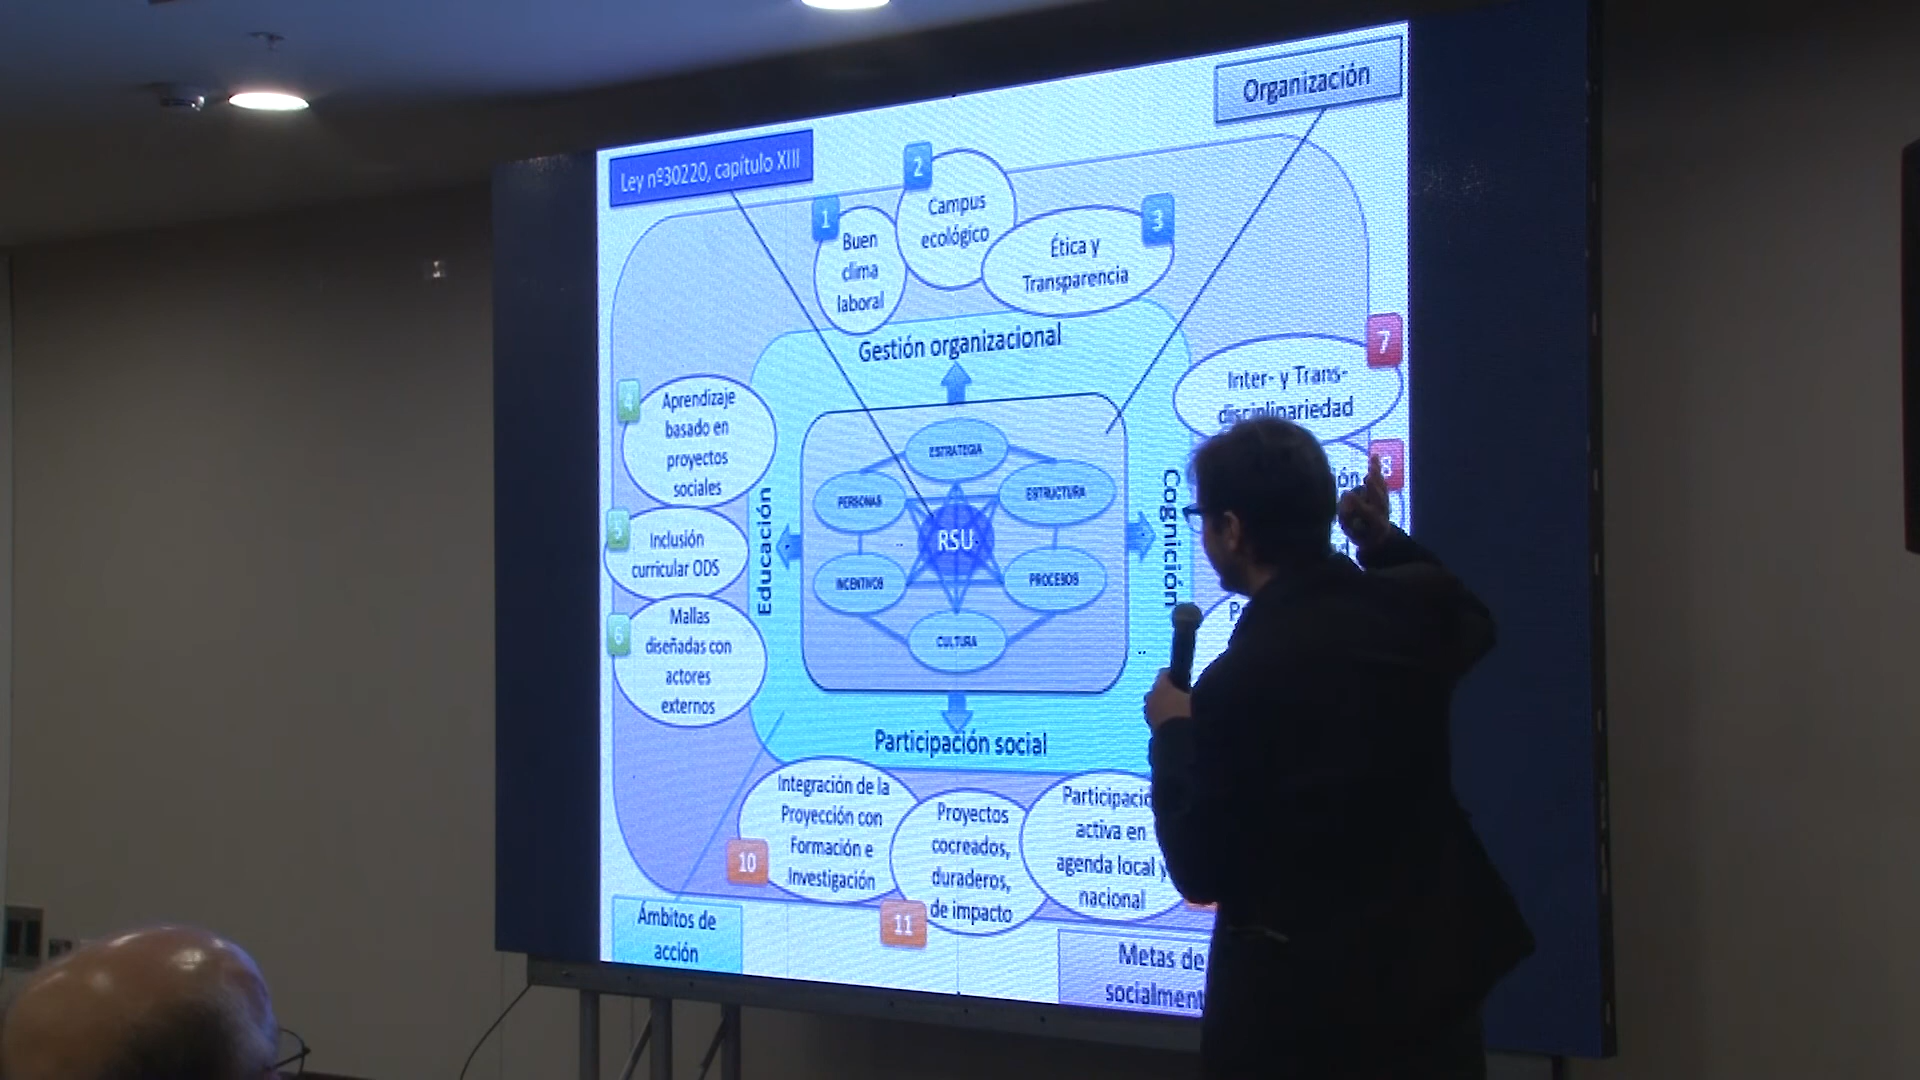 Organización
Ley nº30220, capítulo XIII
2
Campus
ecológico
1
Buen
clima
laboral
3
Ética y
Transparencia
Gestión organizacional
7
Inter- y Trans-
disciplinariedad
8
4
Aprendizaje
basado en
proyectos
sociales
5
Inclusión
curricular ODS
6
Mallas
diseñadas con
actores
externos
Educación
ESTRATEGIA
PERSONAS
ESTRUCTURA
RSU
INCENTIVOS
PROCESOS
CULTURA
Cognición
Participación social
Integración de la
Proyección con
Formación e
Investigación
10
Proyectos
cocreados,
duraderos,
de impacto
11
activa en
agenda local y
nacional
Ámbitos de
acción
Metas de